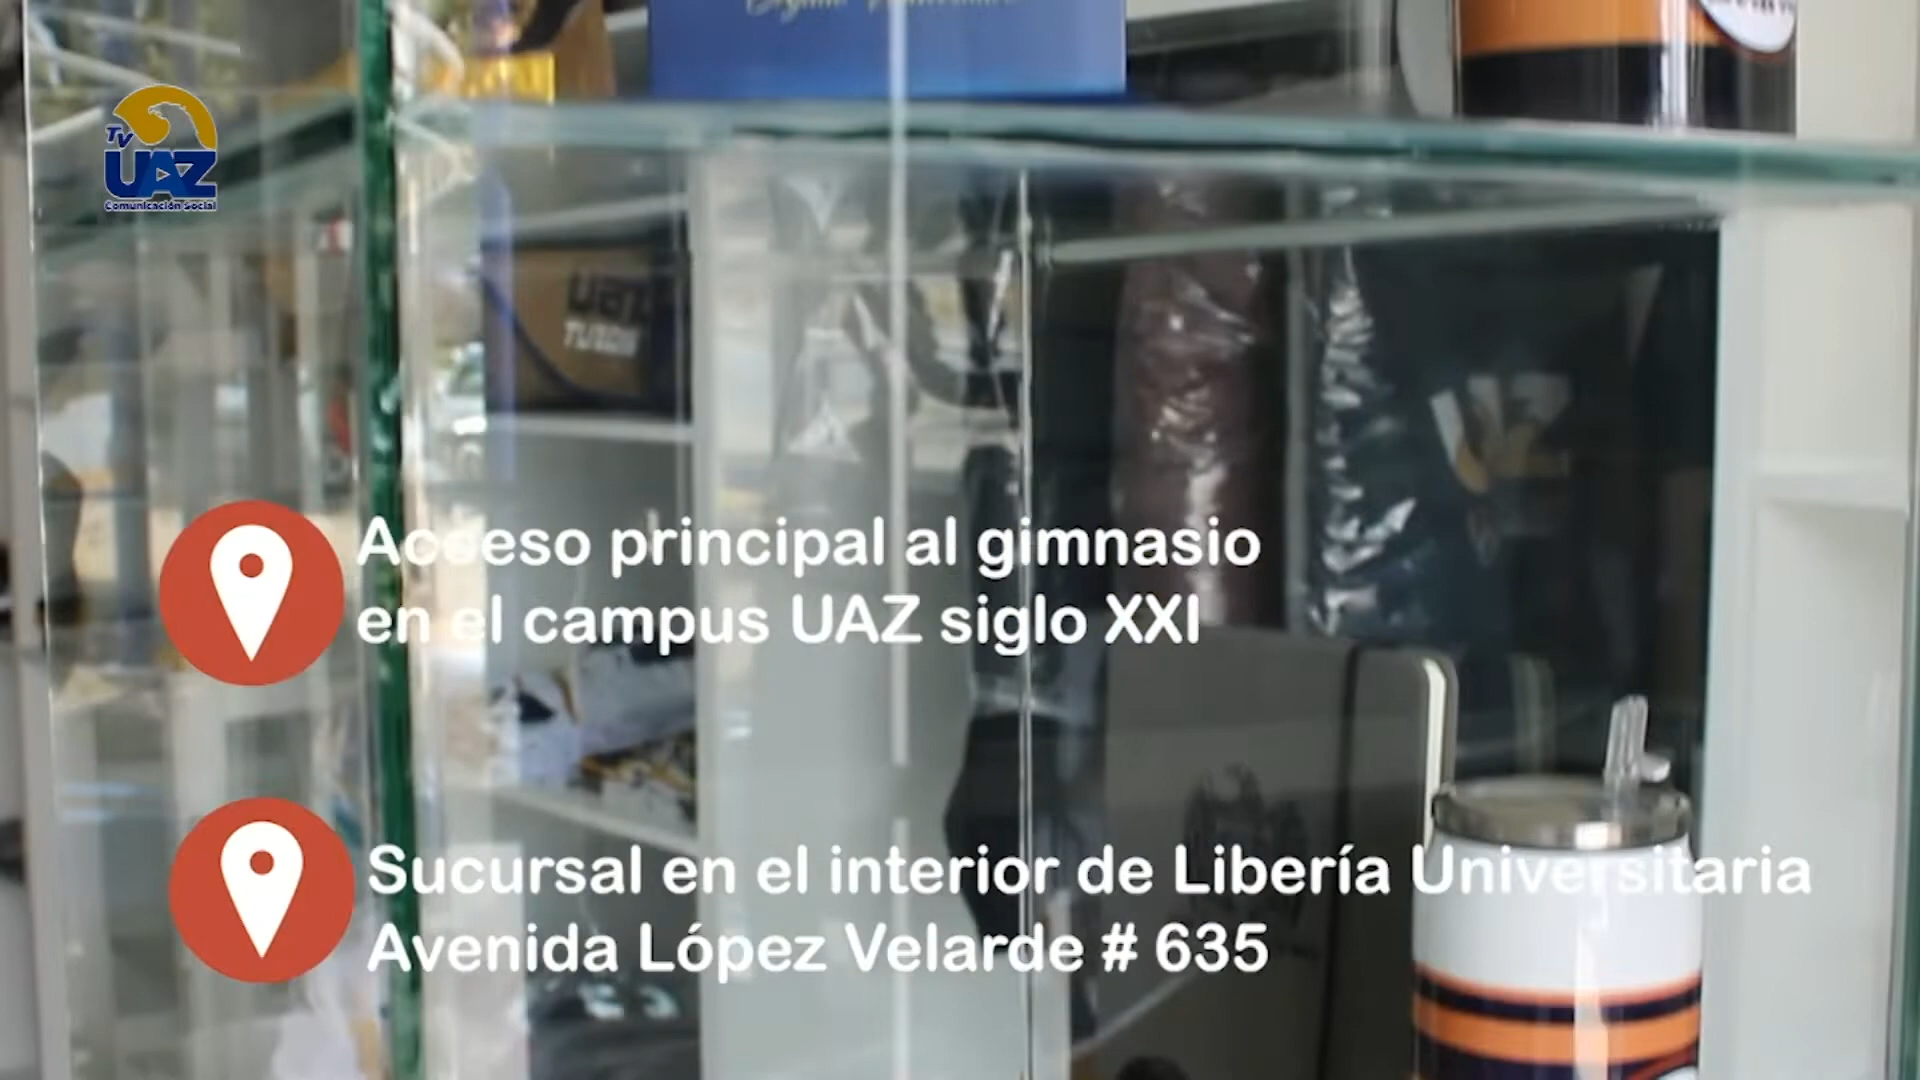 Tv
UAZ
Comunicación Social
Acceso principal al gimnasio
en el campus UAZ siglo XXI
Sucursal en el interior de Libería Universitaria
Avenida López Velarde # 635